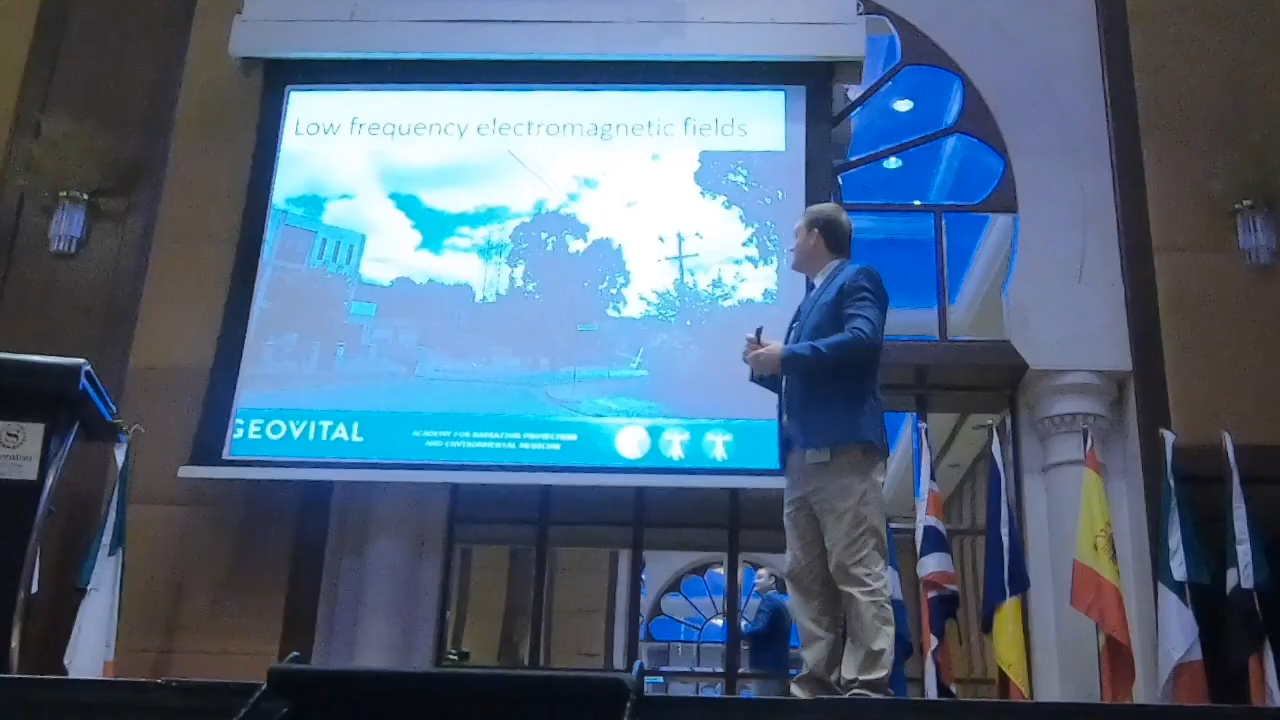 Low frequency electromagnetic fields
GEOVITAL
ACADEMY FOR RADIATION PROTECTION
AND ENVIRONMENTAL MEDICINE